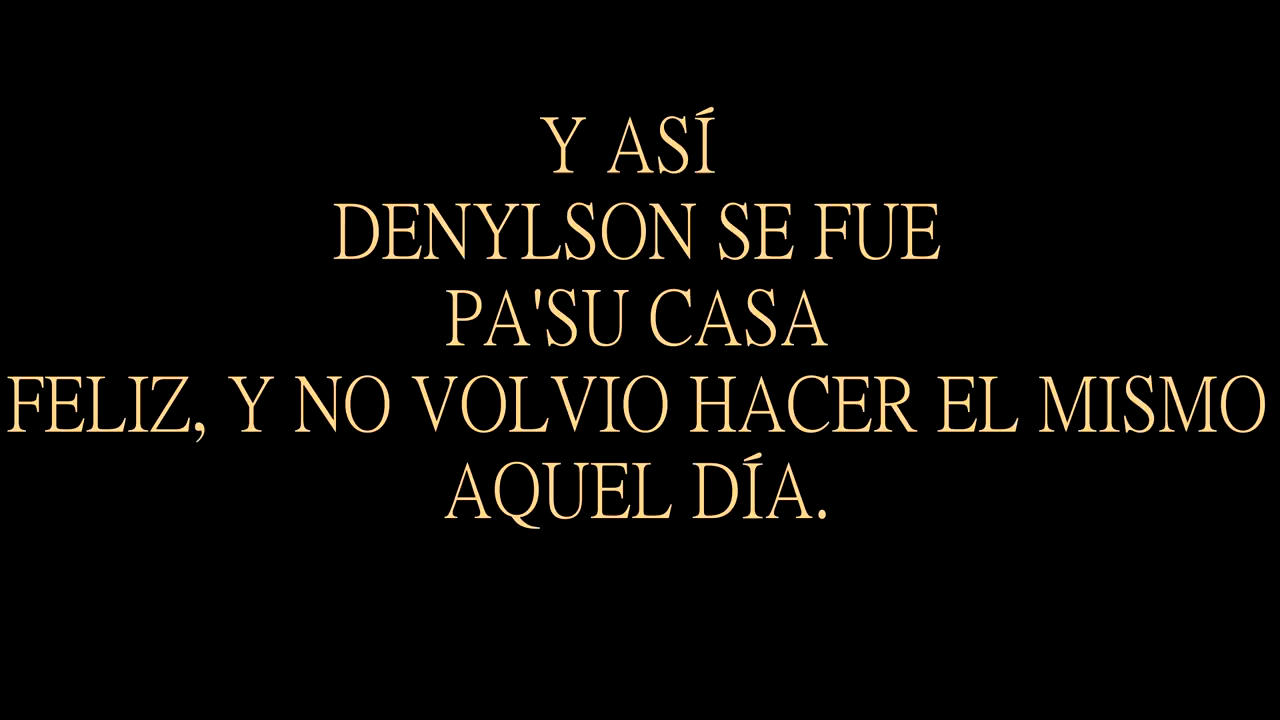 Y ASÍ
DENYLSON SE FUE
PA'SU CASA
FELIZ, Y NO VOLVIO HACER EL MISMO
AQUEL DÍA.